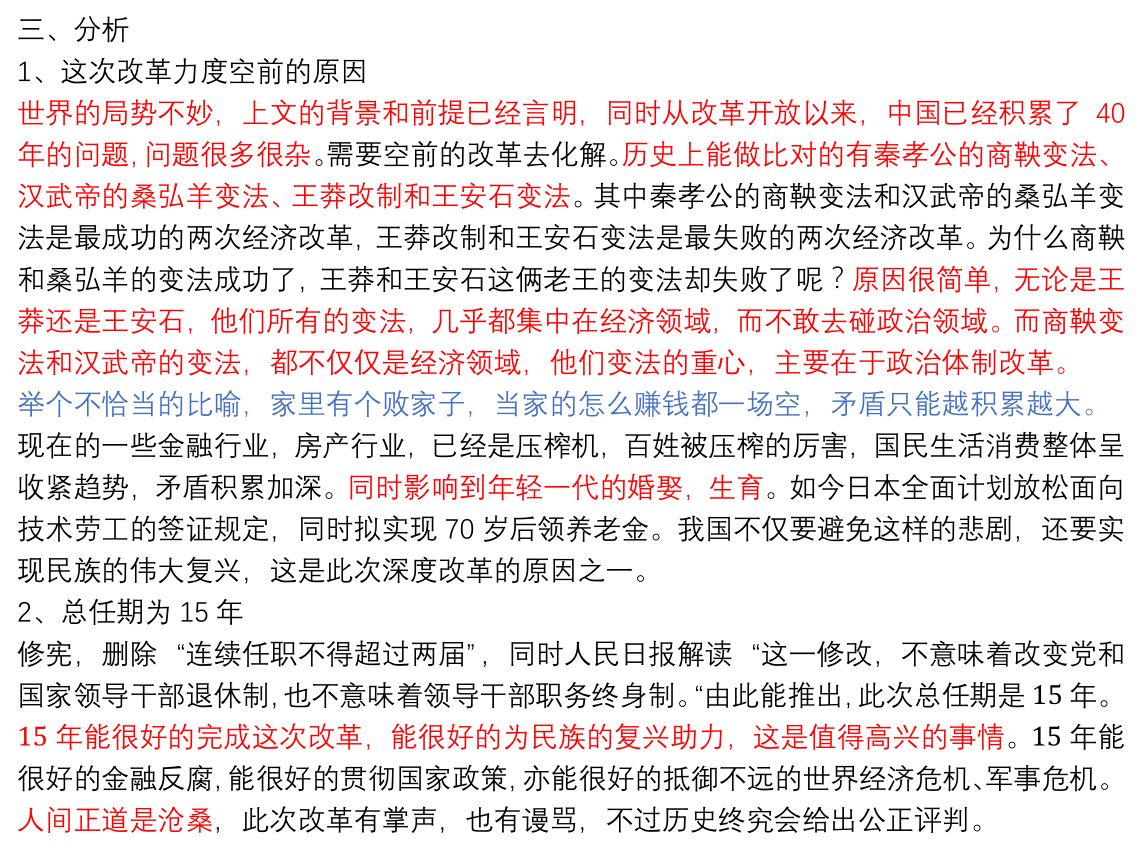 三、分析
1、这次改革力度空前的原因
世界的局势不妙，上文的背景和前提已经言明，同时从改革开放以来，中国已经积累了 40
年的问题，问题很多很杂。需要空前的改革去化解。历史上能做比对的有秦孝公的商鞅变法、
汉武帝的桑弘羊变法、王莽改制和王安石变法。其中秦孝公的商鞅变法和汉武帝的桑弘羊变
法是最成功的两次经济改革，王莽改制和王安石变法是最失败的两次经济改革。为什么商鞅
和桑弘羊的变法成功了，王莽和王安石这俩老王的变法却失败了呢？原因很简单，无论是王
莽还是王安石，他们所有的变法，几乎都集中在经济领域，而不敢去碰政治领域。而商鞅变
法和汉武帝的变法，都不仅仅是经济领域，他们变法的重心，主要在于政治体制改革。
举个不恰当的比喻，家里有个败家子，当家的怎么赚钱都一场空，矛盾只能越积累越大。
现在的一些金融行业，房产行业，已经是压榨机，百姓被压榨的厉害，国民生活消费整体呈
收紧趋势，矛盾积累加深。同时影响到年轻一代的婚娶，生育。如今日本全面计划放松面向
技术劳工的签证规定，同时拟实现 70 岁后领养老金。我国不仅要避免这样的悲剧，还要实
现民族的伟大复兴，这是此次深度改革的原因之一。
2、总任期为 15 年
修宪，删除 “连续任职不得超过两届”，同时人民日报解读 “这一修改，不意味着改变党和
国家领导干部退休制，也不意味着领导干部职务终身制。“由此能推出，此次总任期是 15 年。
15 年能很好的完成这次改革，能很好的为民族的复兴助力，这是值得高兴的事情。15 年能
很好的金融反腐，能很好的贯彻国家政策，亦能很好的抵御不远的世界经济危机、军事危机。
人间正道是沧桑，此次改革有掌声，也有谩骂，不过历史终究会给出公正评判。